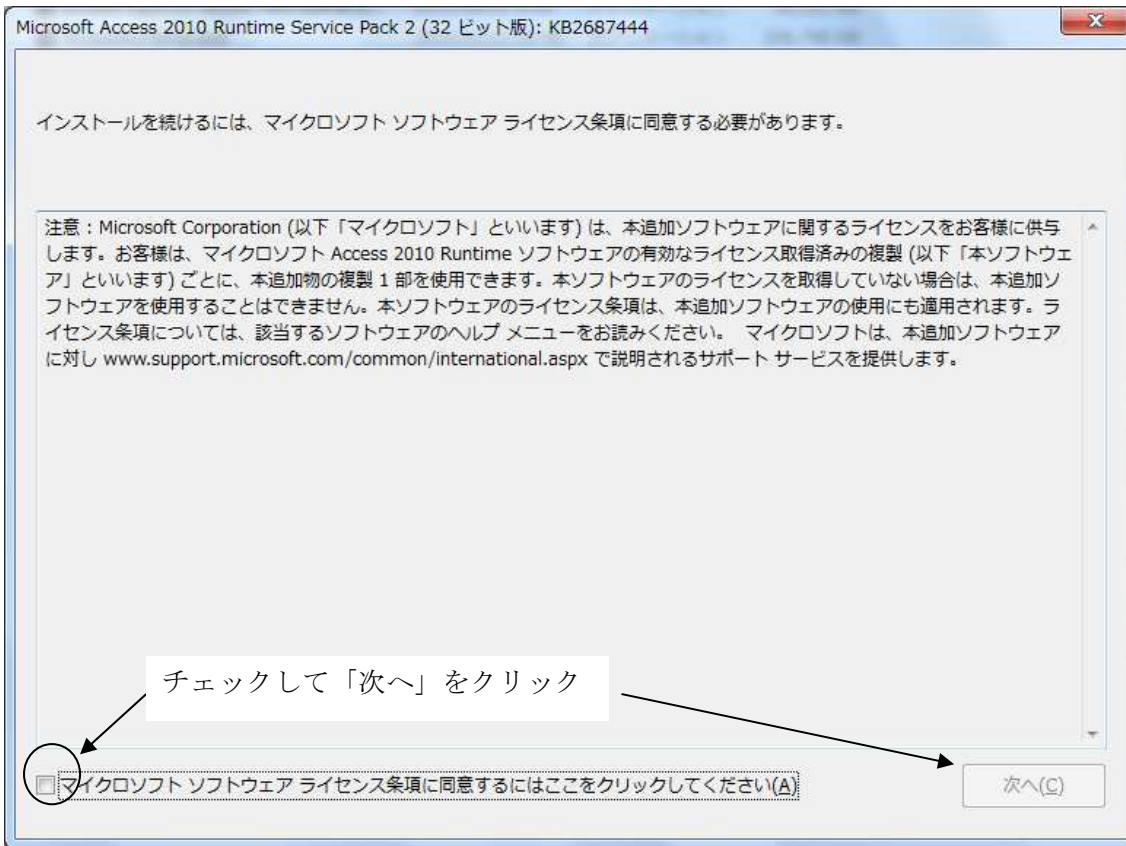 Microsoft Access 2010 Runtime Service Pack 2 (32 ビット版): KB2687444
インストールを続けるには、マイクロソフト ソフトウェア ライセンス条項に同意する必要があります。
注意：Microsoft Corporation (以下「マイクロソフト」といいます) は、本追加ソフトウェアに関するライセンスをお客様に供与
します。お客様は、マイクロソフト Access 2010 Runtime ソフトウェアの有効なライセンス取得済みの複製 (以下「本ソフトウェ
ア」といいます) ごとに、本追加物の複製 1 部を使用できます。本ソフトウェアのライセンスを取得していない場合は、本追加ソ
フトウェアを使用することはできません。本ソフトウェアのライセンス条項は、本追加ソフトウェアの使用にも適用されます。ラ
イセンス条項については、該当するソフトウェアのヘルプ メニューをお読みください。 マイクロソフトは、本追加ソフトウェア
に対し www.support.microsoft.com/common/international.aspx で説明されるサポート サービスを提供します。
チェックして「次へ」をクリック
マイクロソフト ソフトウェア ライセンス条項に同意するにはここをクリックしてください(A)
次へ(C)